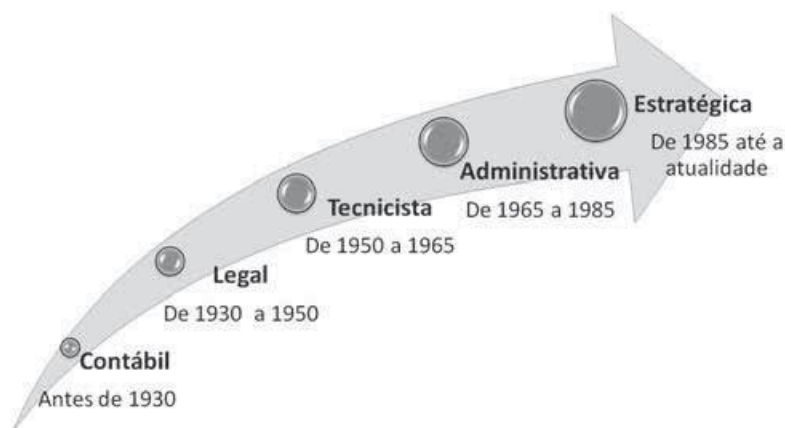 Contábil
Antes de 1930
Legal
De 1930 a 1950
Tecnicista
De 1950 a 1965
Administrativa
De 1965 a 1985
Estratégica
De 1985 até a
atualidade